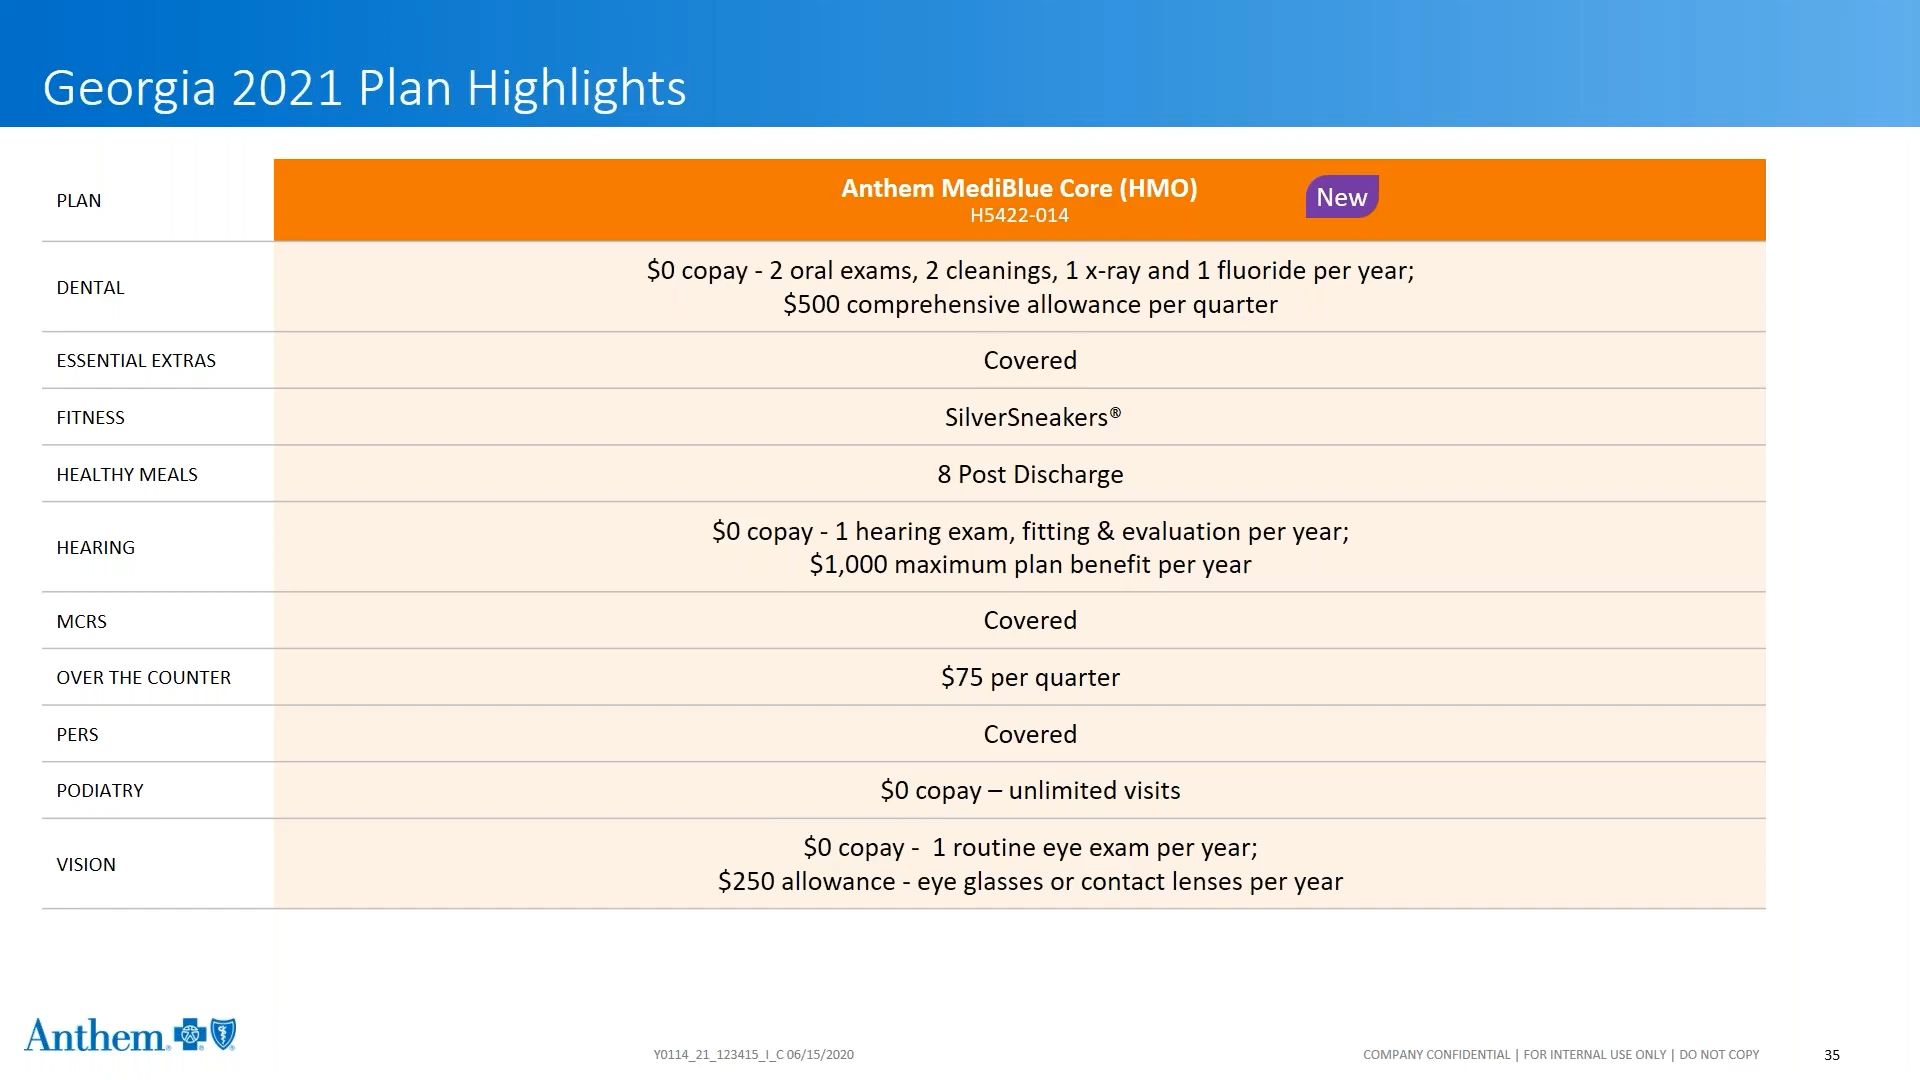 Georgia 2021 Plan Highlights
PLAN
Anthem MediBlue Core (HMO)
H5422-014
New
DENTAL
$0 copay - 2 oral exams, 2 cleanings, 1 x-ray and 1 fluoride per year;
$500 comprehensive allowance per quarter
ESSENTIAL EXTRAS
Covered
FITNESS
SilverSneakers®
HEALTHY MEALS
8 Post Discharge
HEARING
$0 copay - 1 hearing exam, fitting & evaluation per year;
$1,000 maximum plan benefit per year
MCRS
Covered
OVER THE COUNTER
$75 per quarter
PERS
Covered
PODIATRY
$0 copay – unlimited visits
VISION
$0 copay -  1 routine eye exam per year;
$250 allowance - eye glasses or contact lenses per year
Anthem
Y0114_21_123415_I_C 06/15/2020
COMPANY CONFIDENTIAL | FOR INTERNAL USE ONLY | DO NOT COPY
35